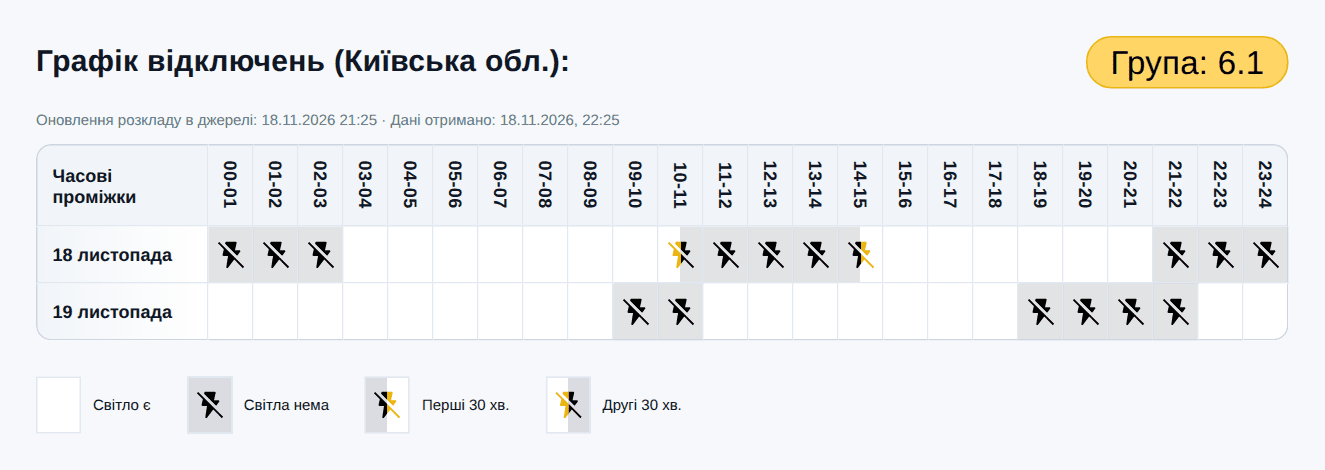 Графік відключень (Київська обл.):
Група: 6.1
Оновлення розкладу в джерелі: 18.11.2026 21:25 · Дані отримано: 18.11.2026, 22:25
Часові
проміжки
00-01
01-02
02-03
03-04
04-05
05-06
06-07
07-08
08-09
09-10
10-11
11-12
12-13
13-14
14-15
15-16
16-17
17-18
18-19
19-20
20-21
21-22
22-23
23-24
18 листопада
19 листопада
Світло є
Світла нема
Перші 30 хв.
Другі 30 хв.